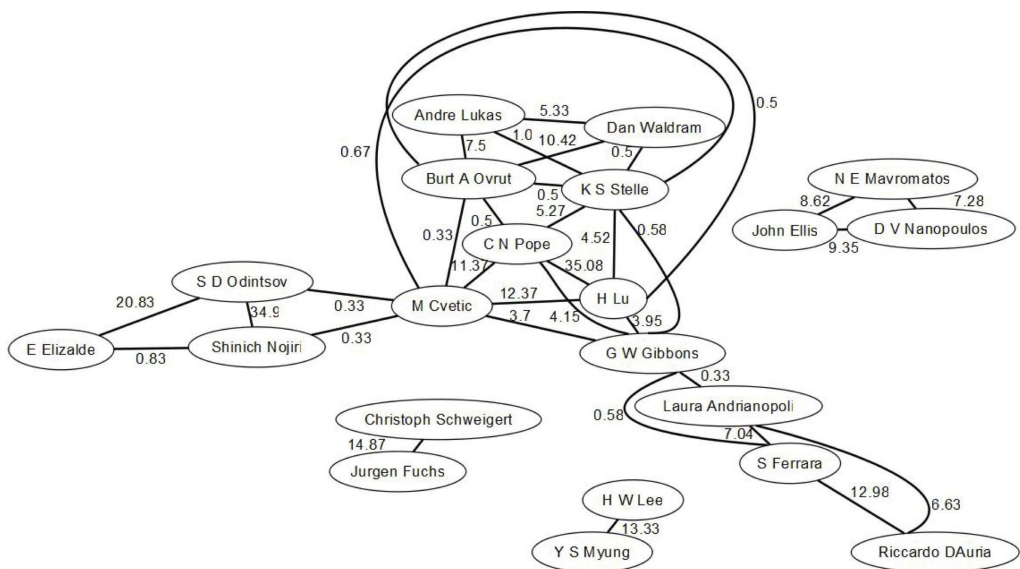 0.5
Andre Lukas
5.33
Dan Waldram
1.0
10.42
0.67
7.5
0.5
Burt A Ovrut
K S Stelle
N E Mavromatos
0.5
5.27
8.62
7.28
0.5
0.58
John Ellis
D V Nanopoulos
0.33
C N Pope
4.52
9.35
11.37
35.08
S D Odintsov
20.83
34.9
0.33
M Cvetic
12.37
H Lu
3.7
4.15
3.95
E Elizalde
0.83
Shinich Nojiri
0.33
G W Gibbons
0.33
Laura Andrianopoli
Christoph Schweigert
0.58
7.04
14.87
Jurgen Fuchs
S Ferrara
12.98
6.63
H W Lee
13.33
Y S Myung
Riccardo DAuria